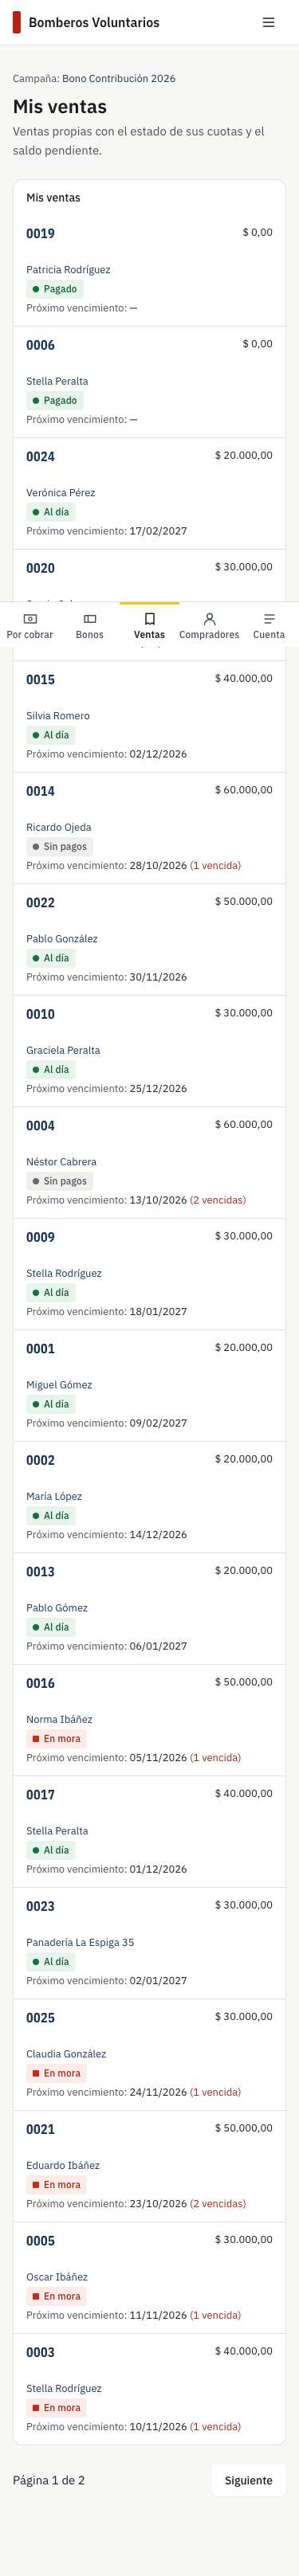 Bomberos Voluntarios
Campaña: Bono Contribución 2026
Mis ventas
Ventas propias con el estado de sus cuotas y el
saldo pendiente.
Mis ventas
0019 $ 0,00
Patricia Rodríguez
Pagado
Próximo vencimiento: —
0006 $ 0,00
Stella Peralta
Pagado
Próximo vencimiento: —
0024 $ 20.000,00
Verónica Pérez
Al día
Próximo vencimiento: 17/02/2027
0020 $ 30.000,00
Por cobrar Bonos Ventas Compradores Cuenta
0015 $ 40.000,00
Silvia Romero
Al día
Próximo vencimiento: 02/12/2026
0014 $ 60.000,00
Ricardo Ojeda
Sin pagos
Próximo vencimiento: 28/10/2026 (1 vencida)
0022 $ 50.000,00
Pablo González
Al día
Próximo vencimiento: 30/11/2026
0010 $ 30.000,00
Graciela Peralta
Al día
Próximo vencimiento: 25/12/2026
0004 $ 60.000,00
Néstor Cabrera
Sin pagos
Próximo vencimiento: 13/10/2026 (2 vencidas)
0009 $ 30.000,00
Stella Rodríguez
Al día
Próximo vencimiento: 18/01/2027
0001 $ 20.000,00
Miguel Gómez
Al día
Próximo vencimiento: 09/02/2027
0002 $ 20.000,00
María López
Al día
Próximo vencimiento: 14/12/2026
0013 $ 20.000,00
Pablo Gómez
Al día
Próximo vencimiento: 06/01/2027
0016 $ 50.000,00
Norma Ibáñez
En mora
Próximo vencimiento: 05/11/2026 (1 vencida)
0017 $ 40.000,00
Stella Peralta
Al día
Próximo vencimiento: 01/12/2026
0023 $ 30.000,00
Panadería La Espiga 35
Al día
Próximo vencimiento: 02/01/2027
0025 $ 30.000,00
Claudia González
En mora
Próximo vencimiento: 24/11/2026 (1 vencida)
0021 $ 50.000,00
Eduardo Ibáñez
En mora
Próximo vencimiento: 23/10/2026 (2 vencidas)
0005 $ 30.000,00
Oscar Ibáñez
En mora
Próximo vencimiento: 11/11/2026 (1 vencida)
0003 $ 40.000,00
Stella Rodríguez
En mora
Próximo vencimiento: 10/11/2026 (1 vencida)
Página 1 de 2 Siguiente